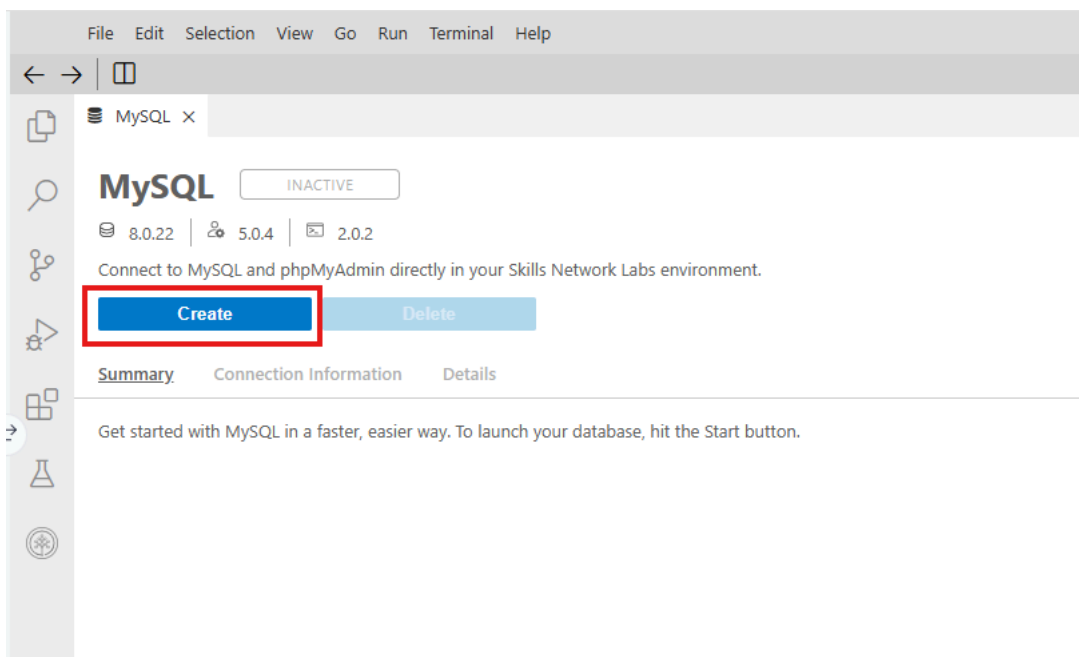 File Edit Selection View Go Run Terminal Help
MySQL
MySQL INACTIVE
8.0.22 5.0.4 2.0.2
Connect to MySQL and phpMyAdmin directly in your Skills Network Labs environment.
Create Delete
Summary Connection Information Details
Get started with MySQL in a faster, easier way. To launch your database, hit the Start button.